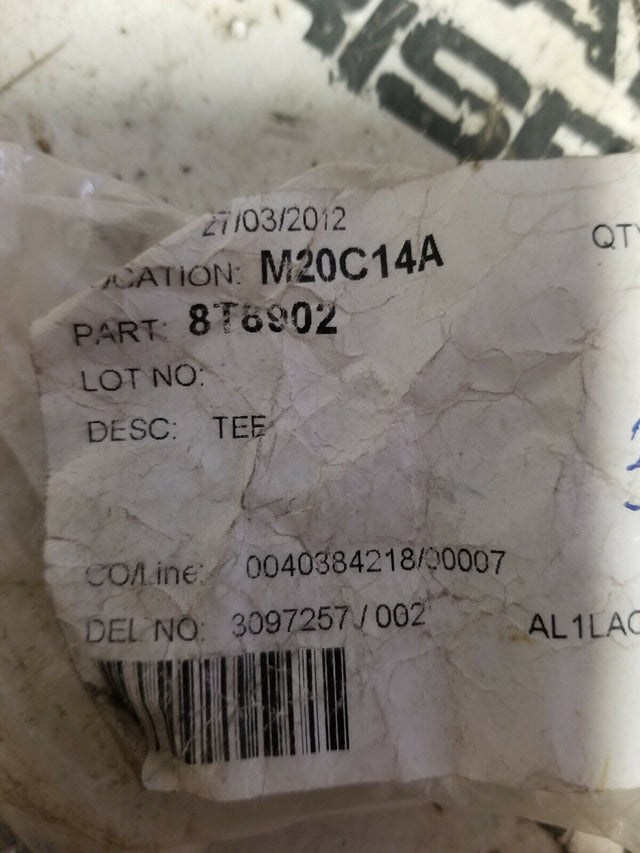 27/03/2012
QTY
LOCATION: M20C14A
PART: 8T8902
LOT NO:
DESC: TEE
CO/Line: 0040384218/00007
DEL NO: 3097257 / 002 AL1LAC